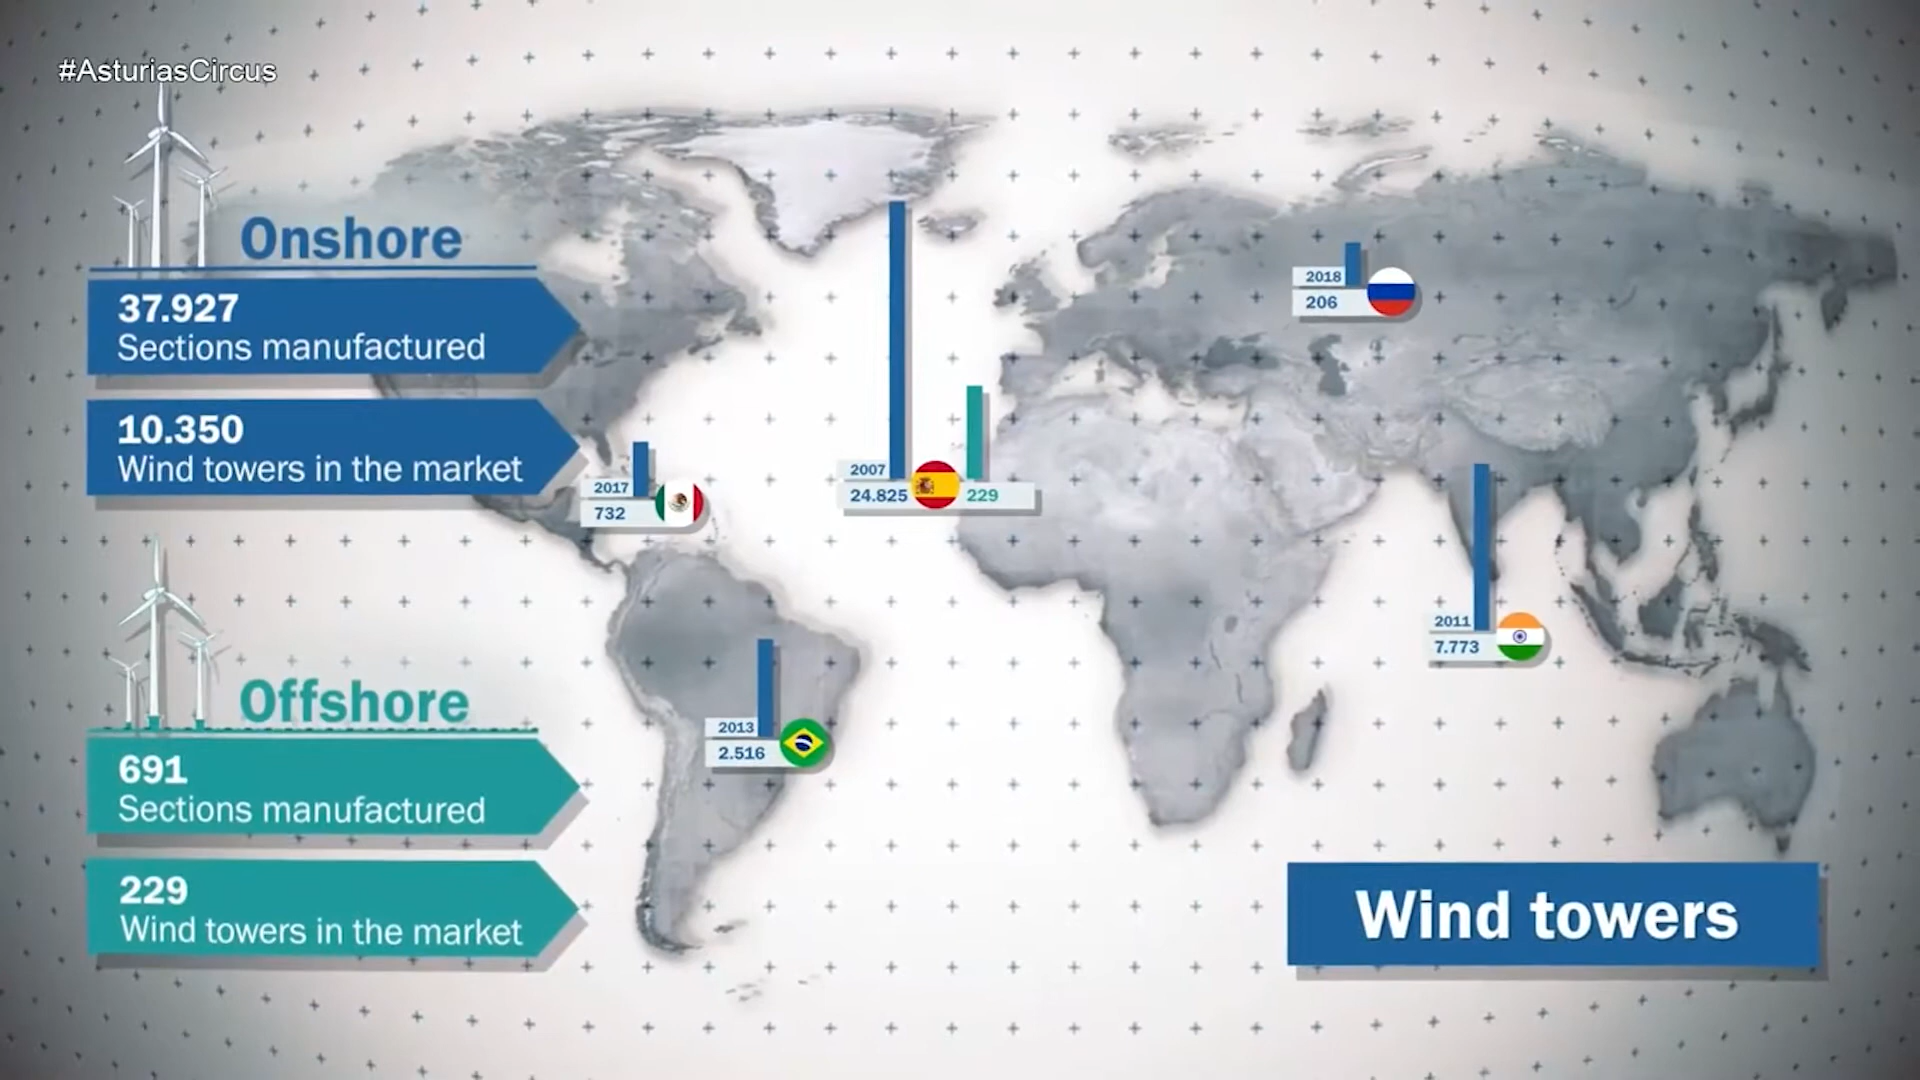 #AsturiasCircus
Onshore
37.927
Sections manufactured
10.350
Wind towers in the market
Offshore
691
Sections manufactured
229
Wind towers in the market
2017
732
2013
2.516
2007
24.825
229
2018
206
2011
7.773
Wind towers